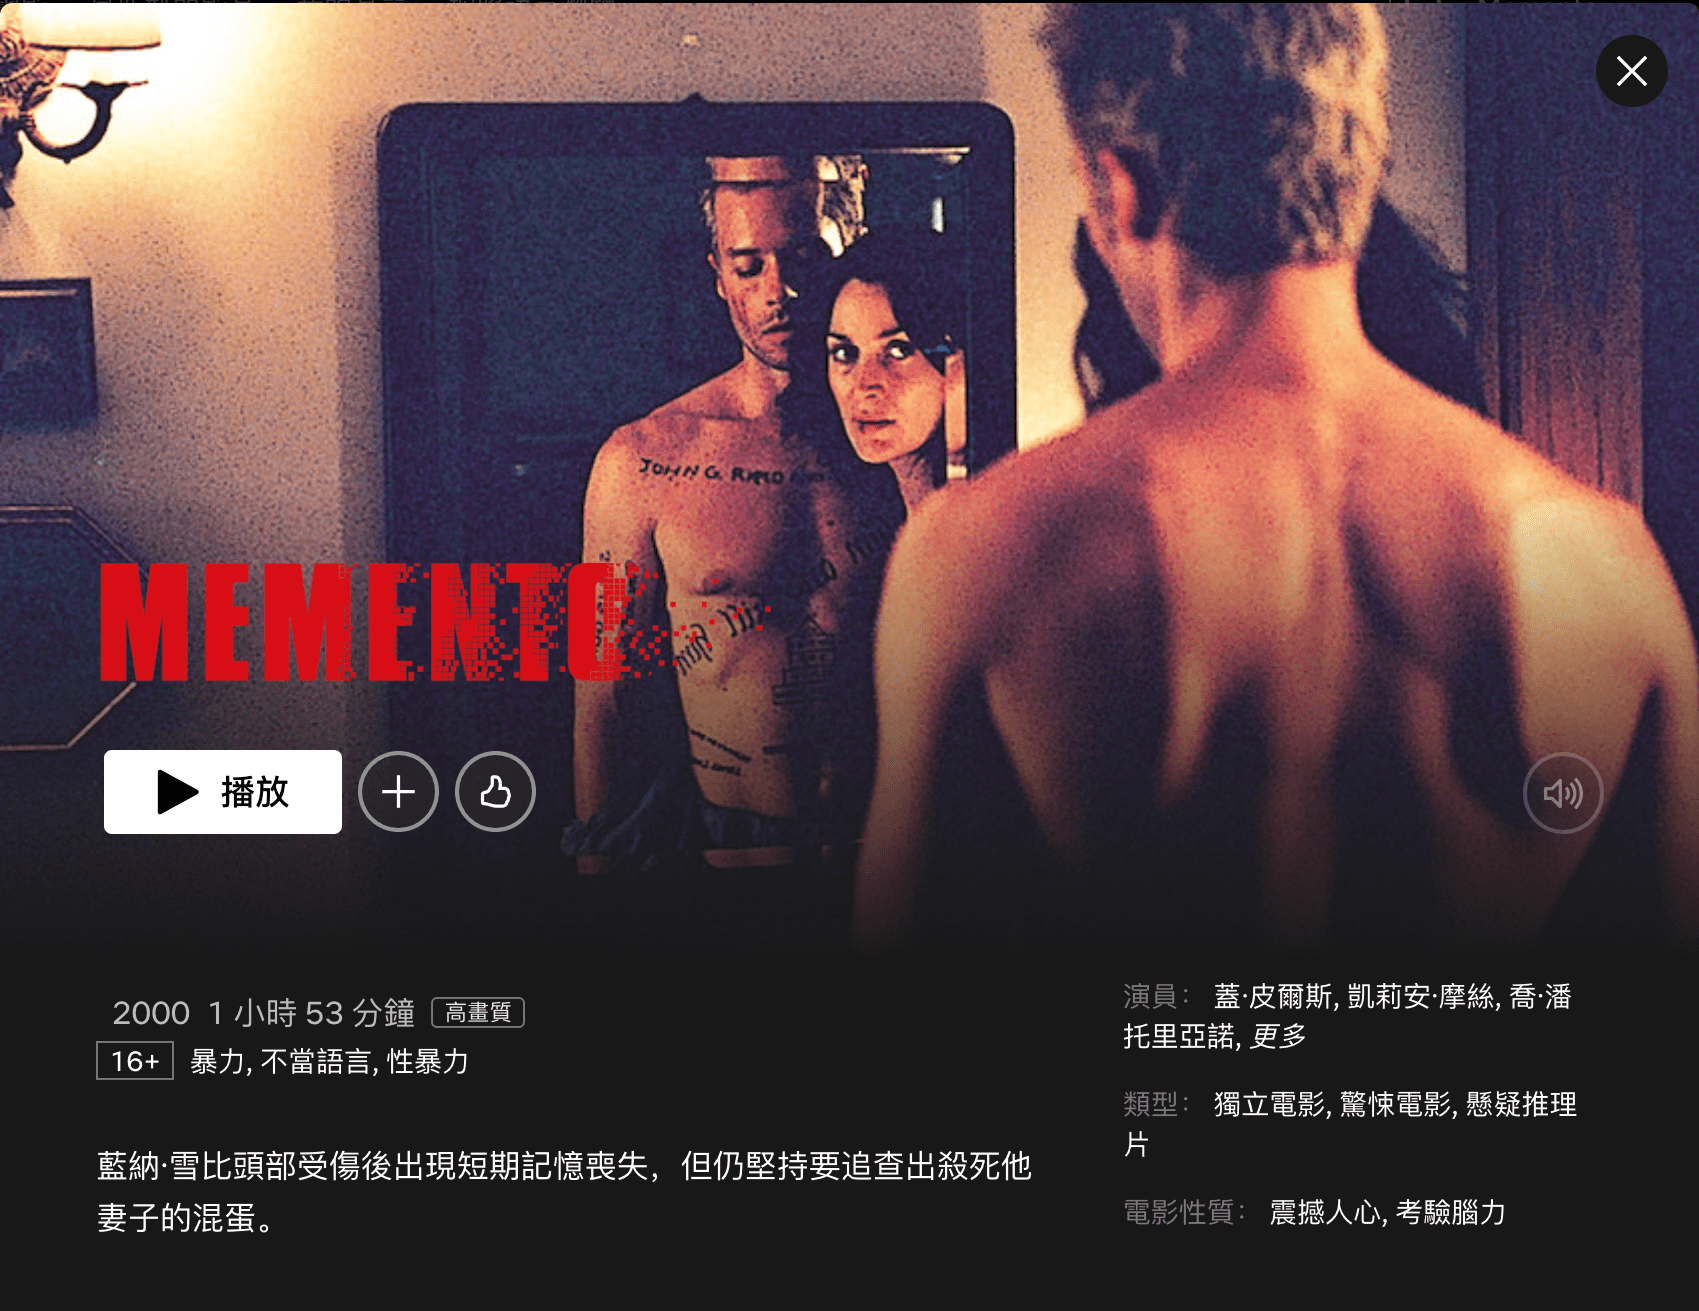 JOHN G. RAPED
MEMENTO
播放
2000 1 小時 53 分鐘 高畫質
16+ 暴力, 不當語言, 性暴力
藍納·雪比頭部受傷後出現短期記憶喪失，但仍堅持要追查出殺死他
妻子的混蛋。
演員： 蓋·皮爾斯, 凱莉安·摩絲, 喬·潘
托里亞諾, 更多
類型： 獨立電影, 驚悚電影, 懸疑推理
片
電影性質： 震撼人心, 考驗腦力